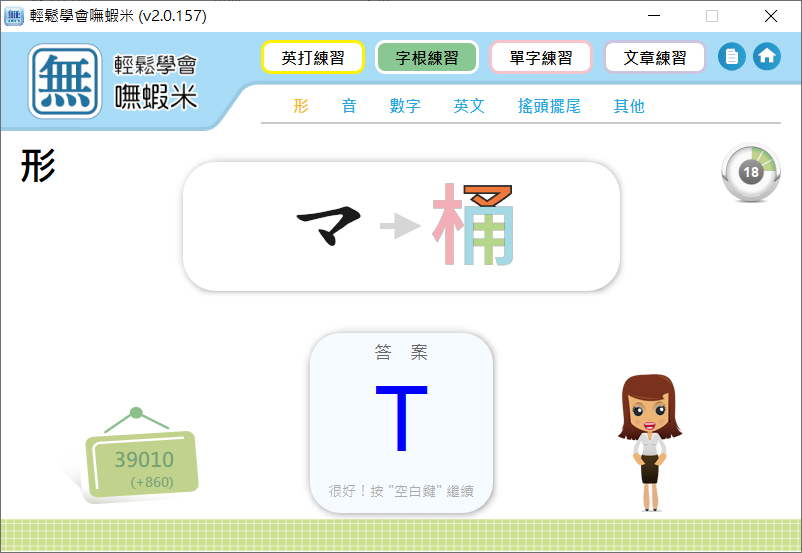 輕鬆學會嘸蝦米 (v2.0.157)
無
輕鬆學會
嘸蝦米
英打練習 字根練習 單字練習 文章練習
形 音 數字 英文 搖頭擺尾 其他
形
18
マ 桶
答 案
T
很好！按 "空白鍵" 繼續
39010
(+860)